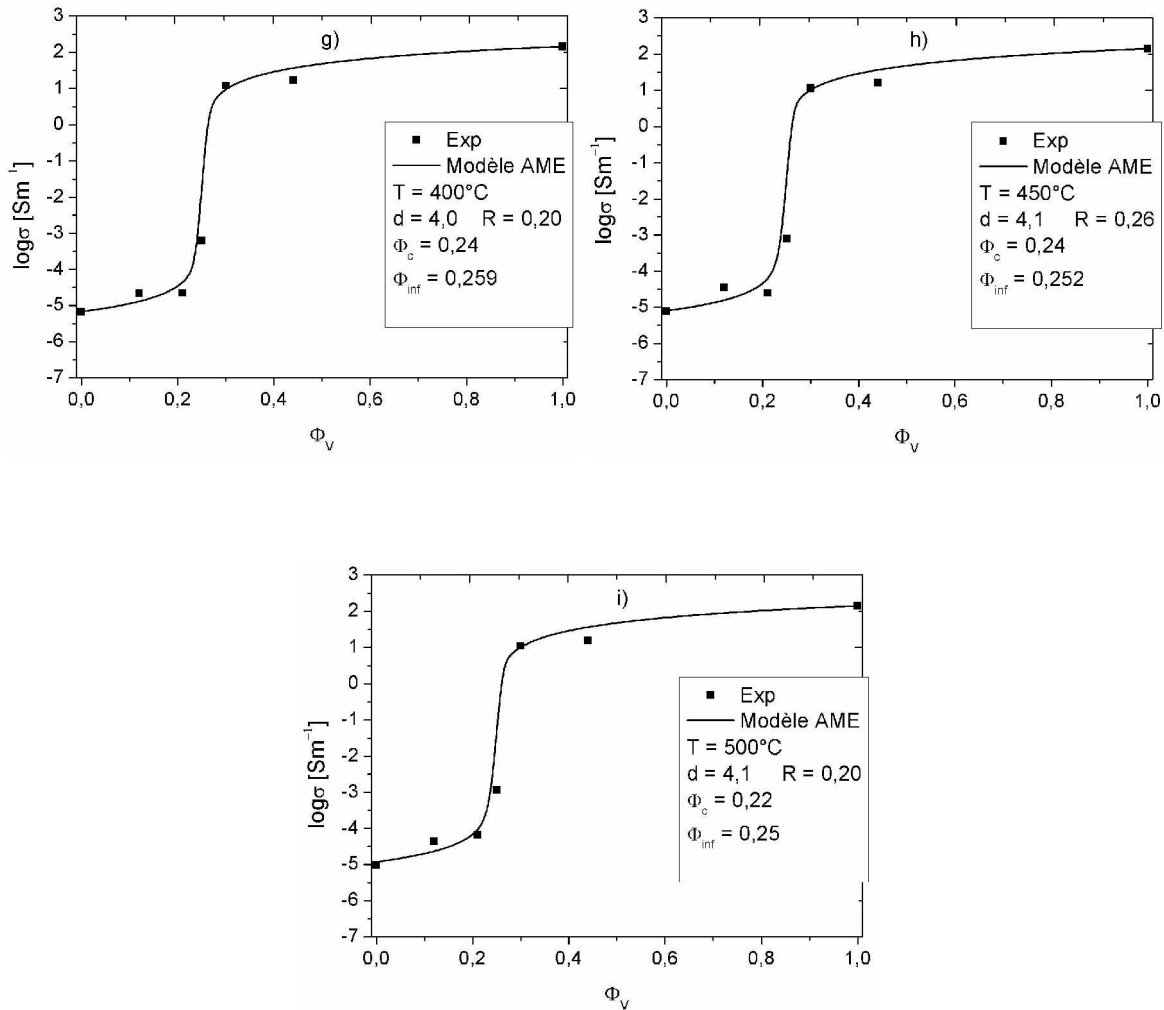 g)
3
2
1
0
-1
-2
-3
-4
-5
-6
-7
logσ [Sm⁻¹]
Exp
Modèle AME
T = 400°C
d = 4,0 R = 0,20
Φc = 0,24
Φinf = 0,259
0,0 0,2 0,4 0,6 0,8 1,0
ΦV
h)
3
2
1
0
-1
-2
-3
-4
-5
-6
-7
logσ [Sm⁻¹]
Exp
Modèle AME
T = 450°C
d = 4,1 R = 0,26
Φc = 0,24
Φinf = 0,252
0,0 0,2 0,4 0,6 0,8 1,0
ΦV
i)
3
2
1
0
-1
-2
-3
-4
-5
-6
-7
logσ [Sm⁻¹]
Exp
Modèle AME
T = 500°C
d = 4,1 R = 0,20
Φc = 0,22
Φinf = 0,25
0,0 0,2 0,4 0,6 0,8 1,0
ΦV